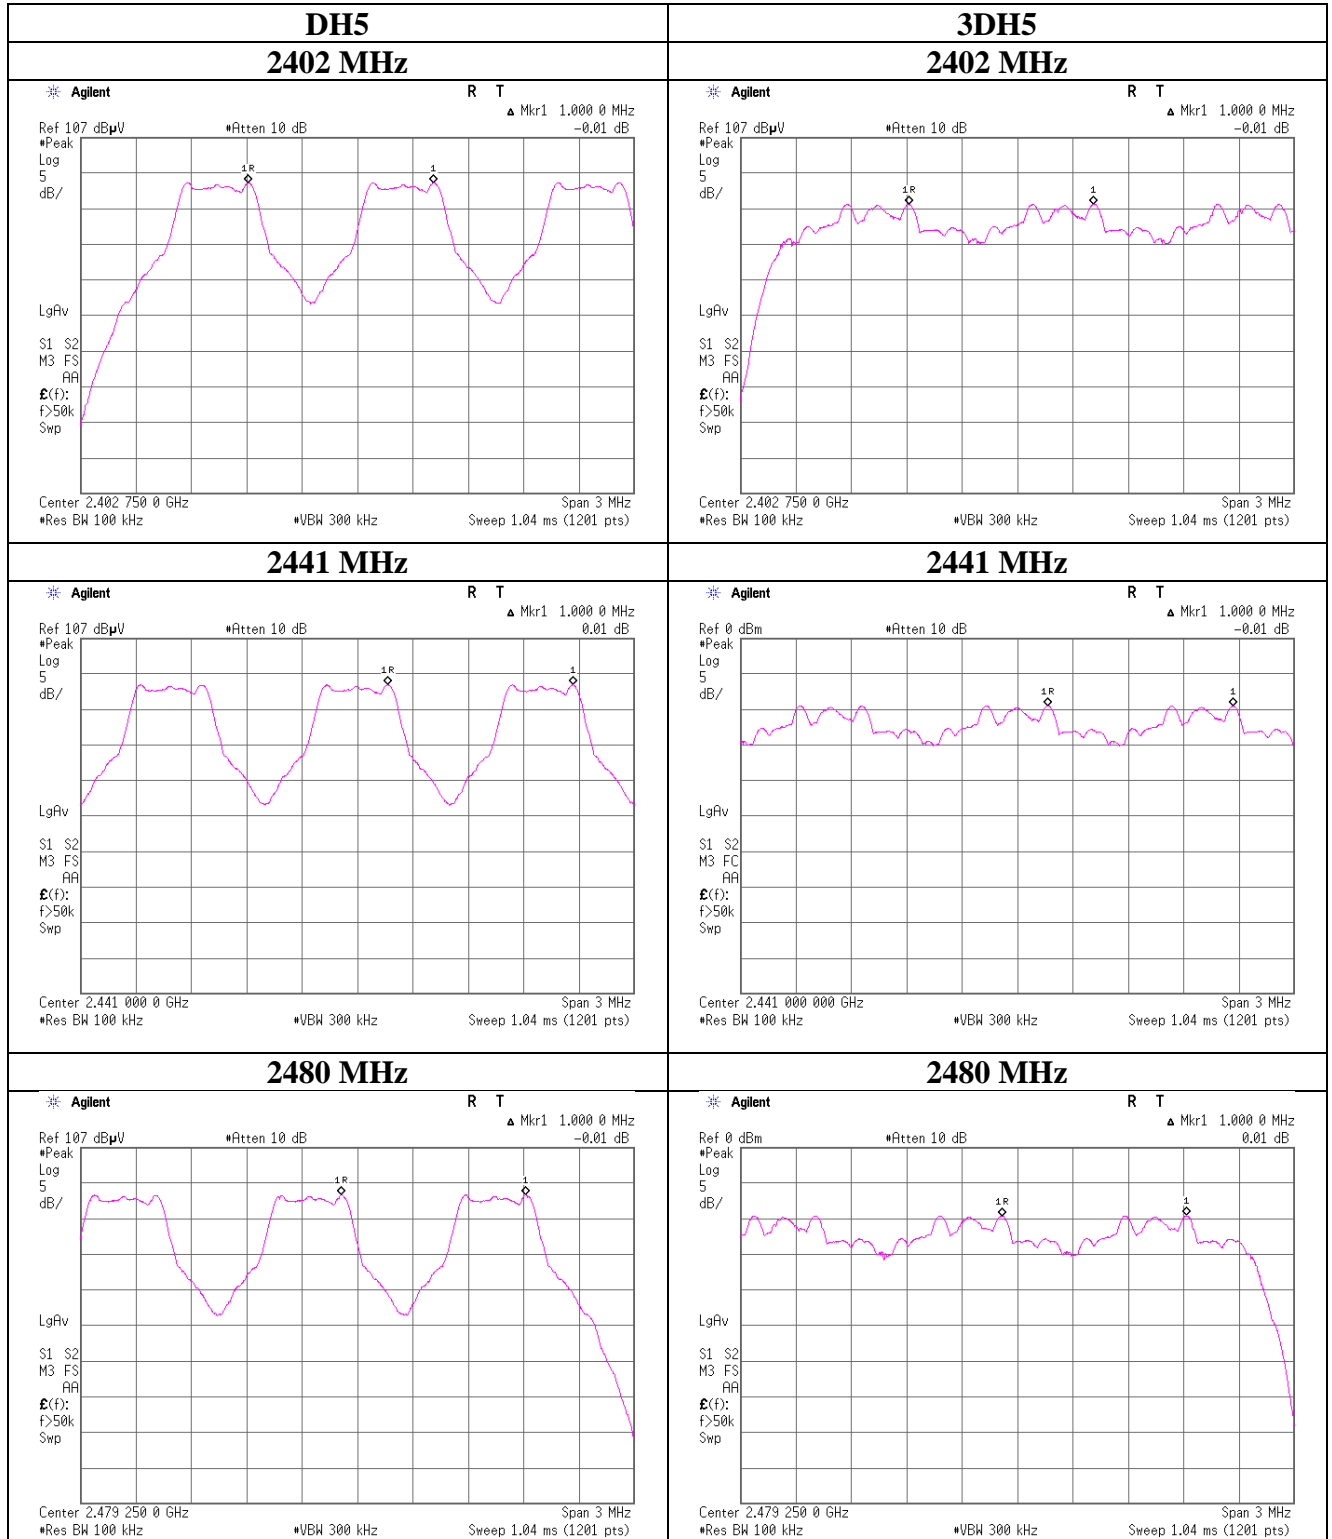 DH5 3DH5
2402 MHz 2402 MHz
Agilent R T
Δ Mkr1 1.000 0 MHz
Ref 107 dBµV #Atten 10 dB -0.01 dB
#Peak
Log
5
dB/
1R 1
LgAv
S1 S2
M3 FS
AA
£(f):
f>50k
Swp
Center 2.402 750 0 GHz Span 3 MHz
#Res BW 100 kHz #VBW 300 kHz Sweep 1.04 ms (1201 pts)
Agilent R T
Δ Mkr1 1.000 0 MHz
Ref 107 dBµV #Atten 10 dB -0.01 dB
#Peak
Log
5
dB/
1R 1
LgAv
S1 S2
M3 FS
AA
£(f):
f>50k
Swp
Center 2.402 750 0 GHz Span 3 MHz
#Res BW 100 kHz #VBW 300 kHz Sweep 1.04 ms (1201 pts)
2441 MHz 2441 MHz
Agilent R T
Δ Mkr1 1.000 0 MHz
Ref 107 dBµV #Atten 10 dB 0.01 dB
#Peak
Log
5
dB/
1R 1
LgAv
S1 S2
M3 FS
AA
£(f):
f>50k
Swp
Center 2.441 000 0 GHz Span 3 MHz
#Res BW 100 kHz #VBW 300 kHz Sweep 1.04 ms (1201 pts)
Agilent R T
Δ Mkr1 1.000 0 MHz
Ref 0 dBm #Atten 10 dB -0.01 dB
#Peak
Log
5
dB/
1R 1
LgAv
S1 S2
M3 FC
AA
£(f):
f>50k
Swp
Center 2.441 000 000 GHz Span 3 MHz
#Res BW 100 kHz #VBW 300 kHz Sweep 1.04 ms (1201 pts)
2480 MHz 2480 MHz
Agilent R T
Δ Mkr1 1.000 0 MHz
Ref 107 dBµV #Atten 10 dB -0.01 dB
#Peak
Log
5
dB/
1R 1
LgAv
S1 S2
M3 FS
AA
£(f):
f>50k
Swp
Center 2.479 250 0 GHz Span 3 MHz
#Res BW 100 kHz #VBW 300 kHz Sweep 1.04 ms (1201 pts)
Agilent R T
Δ Mkr1 1.000 0 MHz
Ref 0 dBm #Atten 10 dB 0.01 dB
#Peak
Log
5
dB/
1R 1
LgAv
S1 S2
M3 FS
AA
£(f):
f>50k
Swp
Center 2.479 250 0 GHz Span 3 MHz
#Res BW 100 kHz #VBW 300 kHz Sweep 1.04 ms (1201 pts)